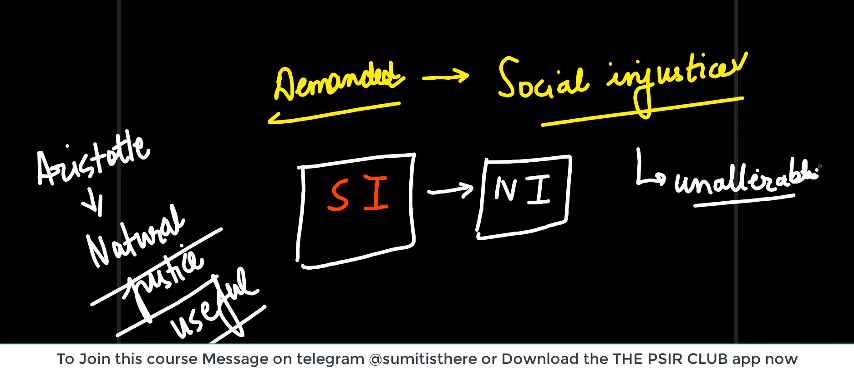 Demanded → Social injustice
Aristotle
↓
Natural
justice
useful
SI → NI
↳ unalterable
To Join this course Message on telegram @sumitisthere or Download the THE PSIR CLUB app now